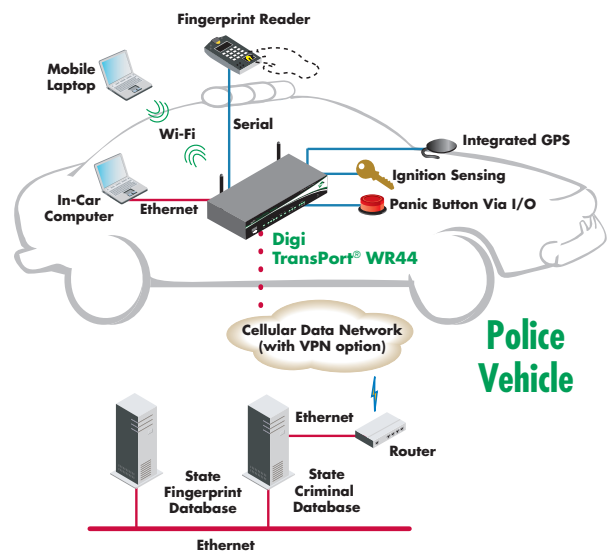 Fingerprint Reader
Mobile
Laptop
Wi-Fi
Serial
Integrated GPS
Ignition Sensing
In-Car
Computer
Ethernet
Panic Button Via I/O
Digi
TransPort® WR44
Cellular Data Network
(with VPN option)
Police
Vehicle
Ethernet
Router
State
Fingerprint
Database
State
Criminal
Database
Ethernet